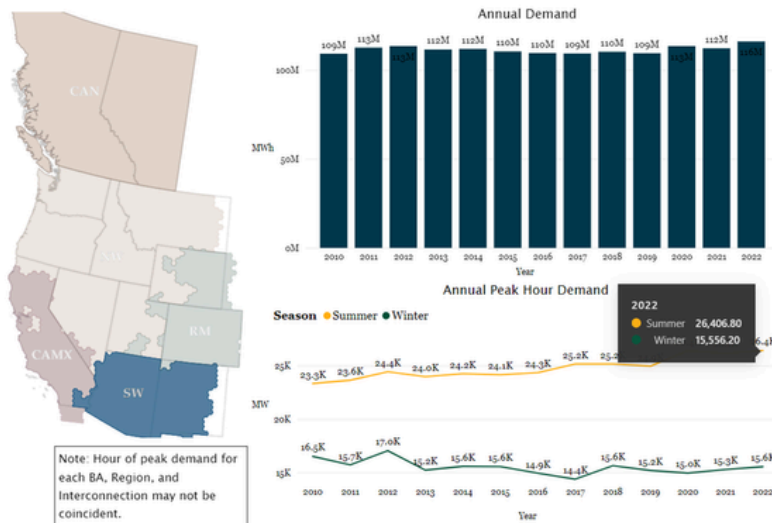 CAN
NW
RM
CAMX
SW
Note: Hour of peak demand for
each BA, Region, and
Interconnection may not be
coincident.
Annual Demand
109M 113M 113M 112M 112M 110M 110M 109M 110M 109M 113M 112M 116M
100M
MWh
50M
0M
2010 2011 2012 2013 2014 2015 2016 2017 2018 2019 2020 2021 2022
Year
Annual Peak Hour Demand
Season Summer Winter
2022
Summer 26,406.80
Winter 15,556.20
25K
23.3K 23.6K 24.4K 24.0K 24.2K 24.1K 24.3K 25.2K
MW
20K
16.5K 15.7K 17.0K 15.2K 15.6K 15.6K 14.9K 14.4K 15.6K 15.2K 15.0K 15.3K 15.6K
15K
2010 2011 2012 2013 2014 2015 2016 2017 2018 2019 2020 2021 2022
Year